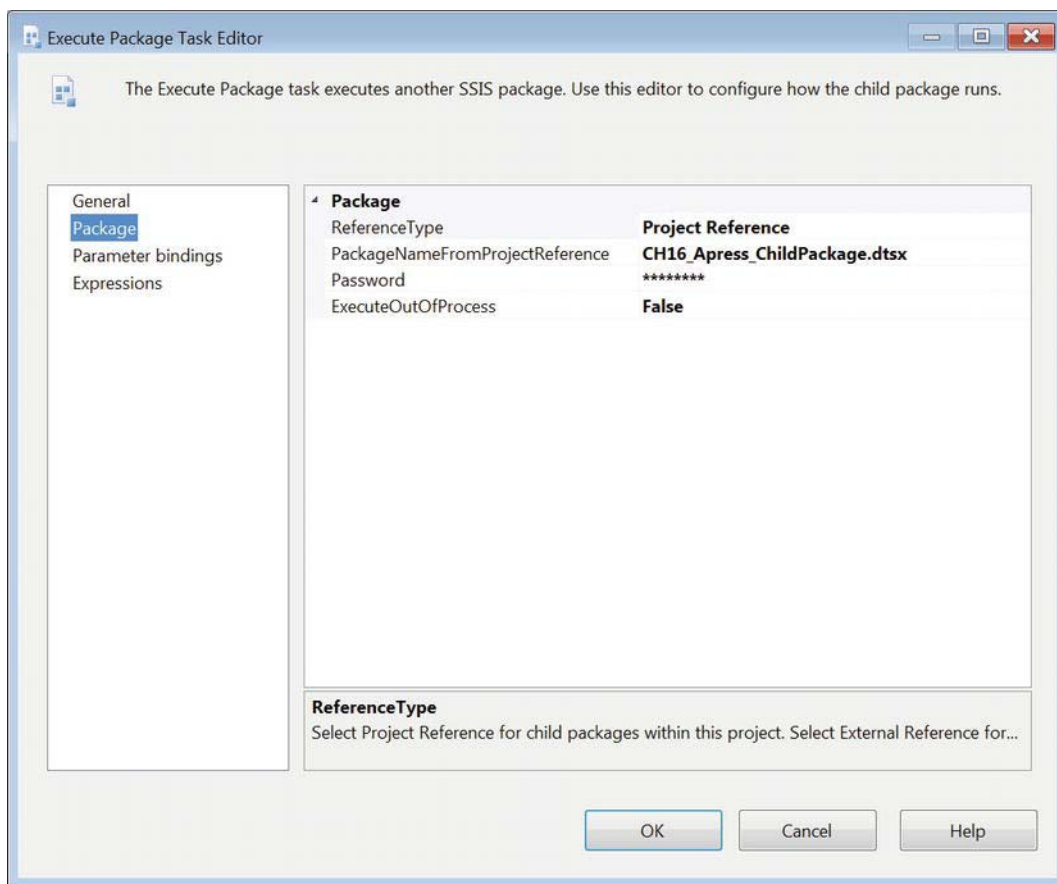 Execute Package Task Editor
The Execute Package task executes another SSIS package. Use this editor to configure how the child package runs.
General
Package
Parameter bindings
Expressions
Package
ReferenceType Project Reference
PackageNameFromProjectReference CH16_Apress_ChildPackage.dtsx
Password ********
ExecuteOutOfProcess False
ReferenceType
Select Project Reference for child packages within this project. Select External Reference for...
OK Cancel Help